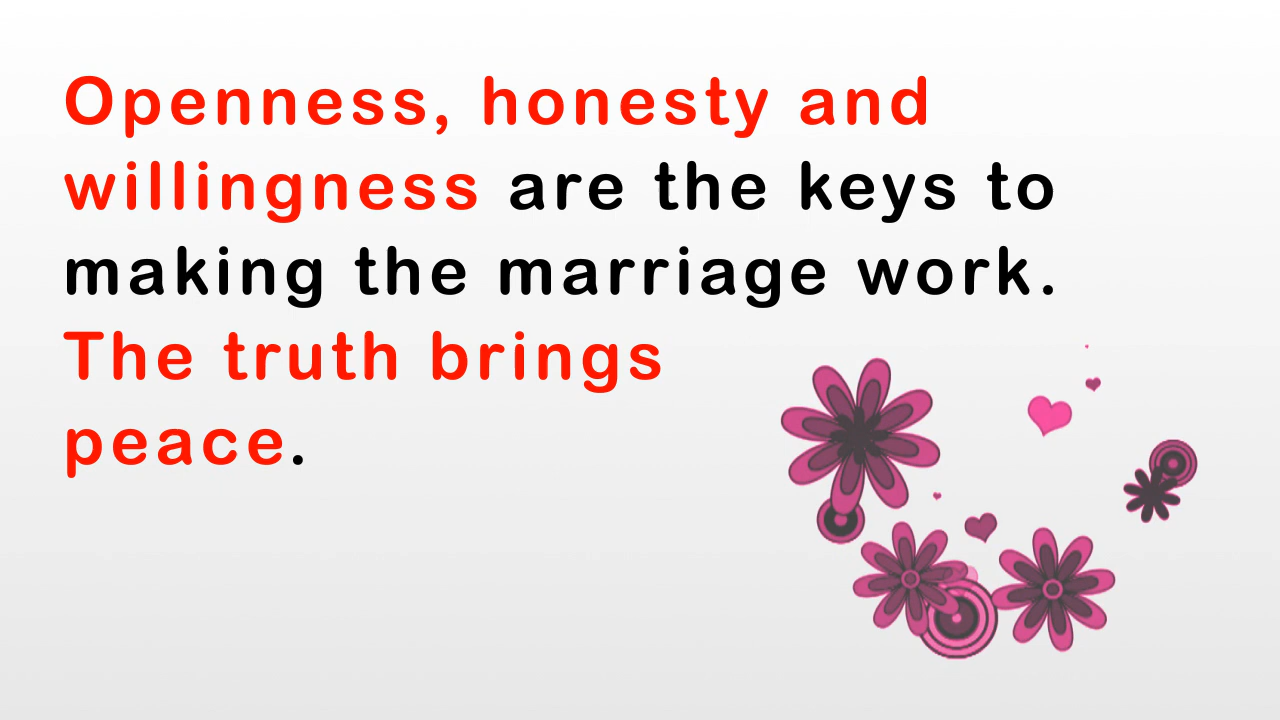 Openness, honesty and
willingness are the keys to
making the marriage work.
The truth brings
peace.